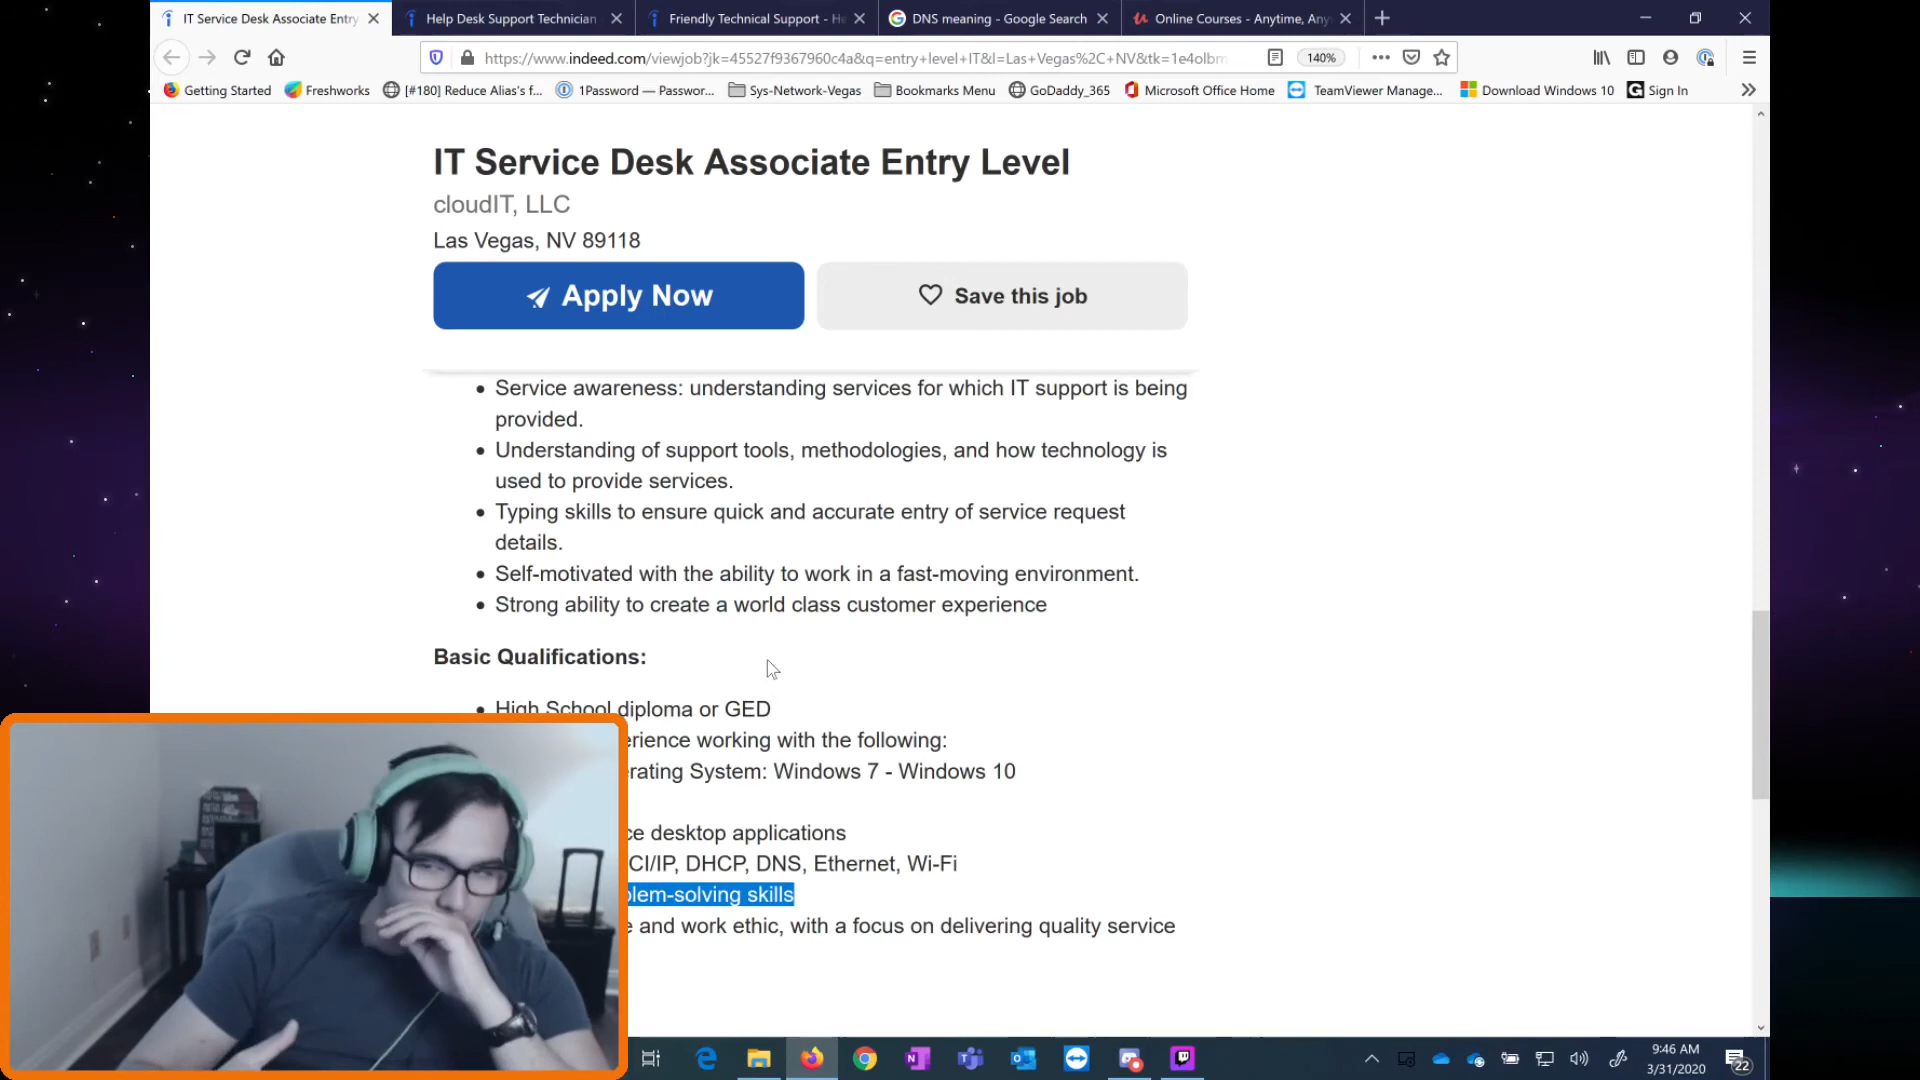 IT Service Desk Associate Entry
Help Desk Support Technician
Friendly Technical Support - He
DNS meaning - Google Search
Online Courses - Anytime, Any
https://www.indeed.com/viewjob?jk=45527f9367960c4a&q=entry+level+IT&l=Las+Vegas%2C+NV&tk=1e4olbm
140%
Getting Started
Freshworks
[#180] Reduce Alias's f...
1Password — Passwor...
Sys-Network-Vegas
Bookmarks Menu
GoDaddy_365
Microsoft Office Home
TeamViewer Manage...
Download Windows 10
Sign In
IT Service Desk Associate Entry Level
cloudIT, LLC
Las Vegas, NV 89118
Apply Now
Save this job
Service awareness: understanding services for which IT support is being
provided.
Understanding of support tools, methodologies, and how technology is
used to provide services.
Typing skills to ensure quick and accurate entry of service request
details.
Self-motivated with the ability to work in a fast-moving environment.
Strong ability to create a world class customer experience
Basic Qualifications:
High School diploma or GED
erience working with the following:
erating System: Windows 7 - Windows 10
ce desktop applications
CI/IP, DHCP, DNS, Ethernet, Wi-Fi
blem-solving skills
e and work ethic, with a focus on delivering quality service
9:46 AM
3/31/2020
22